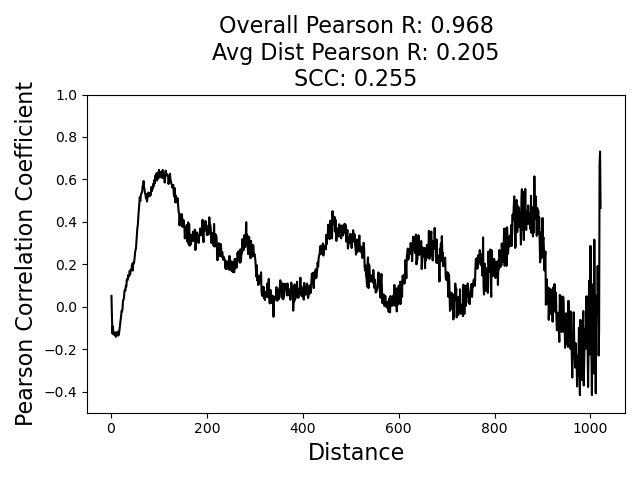 Overall Pearson R: 0.968
Avg Dist Pearson R: 0.205
SCC: 0.255
Pearson Correlation Coefficient
1.0
0.8
0.6
0.4
0.2
0.0
−0.2
−0.4
0 200 400 600 800 1000
Distance